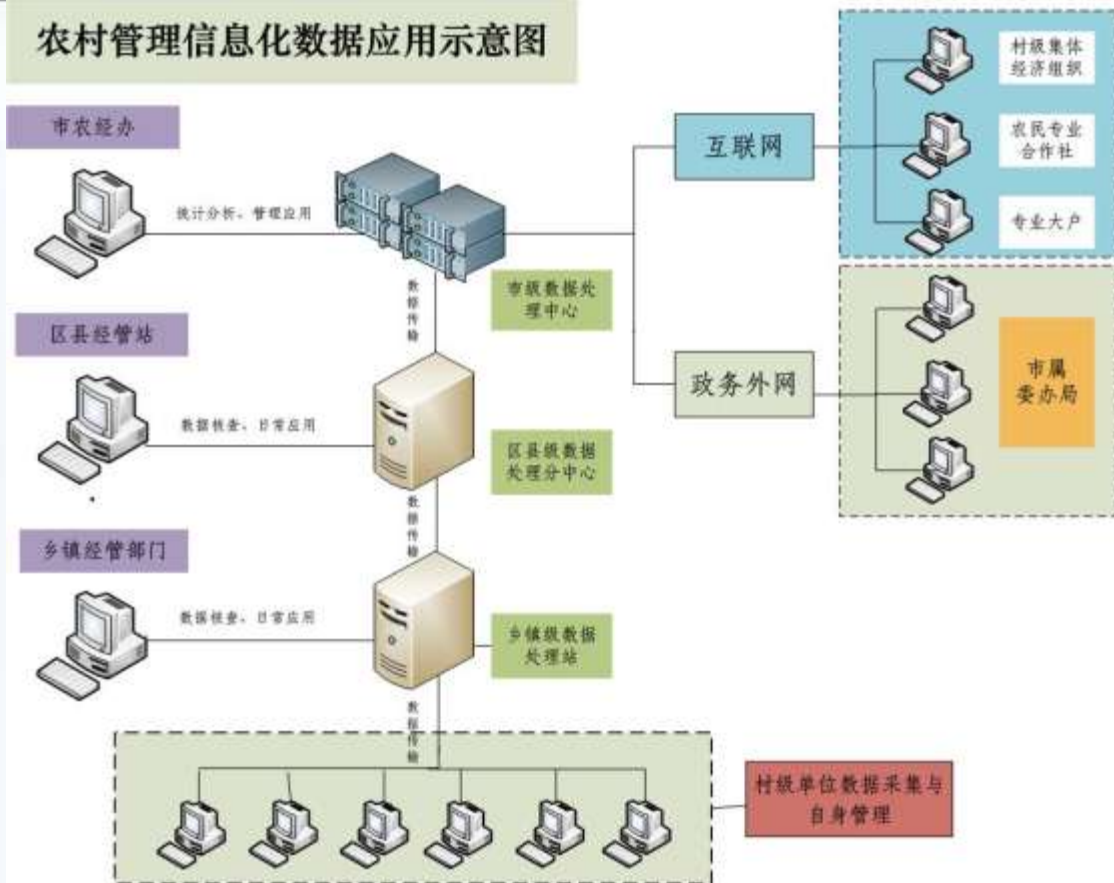 农村管理信息化数据应用示意图
市农经办
统计分析、管理应用
数据传输
市级数据处
理中心
区县经管站
数据核查、日常应用
区县级数据
处理分中心
数据传输
乡镇经管部门
数据核查、日常应用
乡镇级数据
处理站
数据传输
村级单位数据采集与
自身管理
互联网
村级集体
经济组织
农民专业
合作社
专业大户
政务外网
市属
委办局